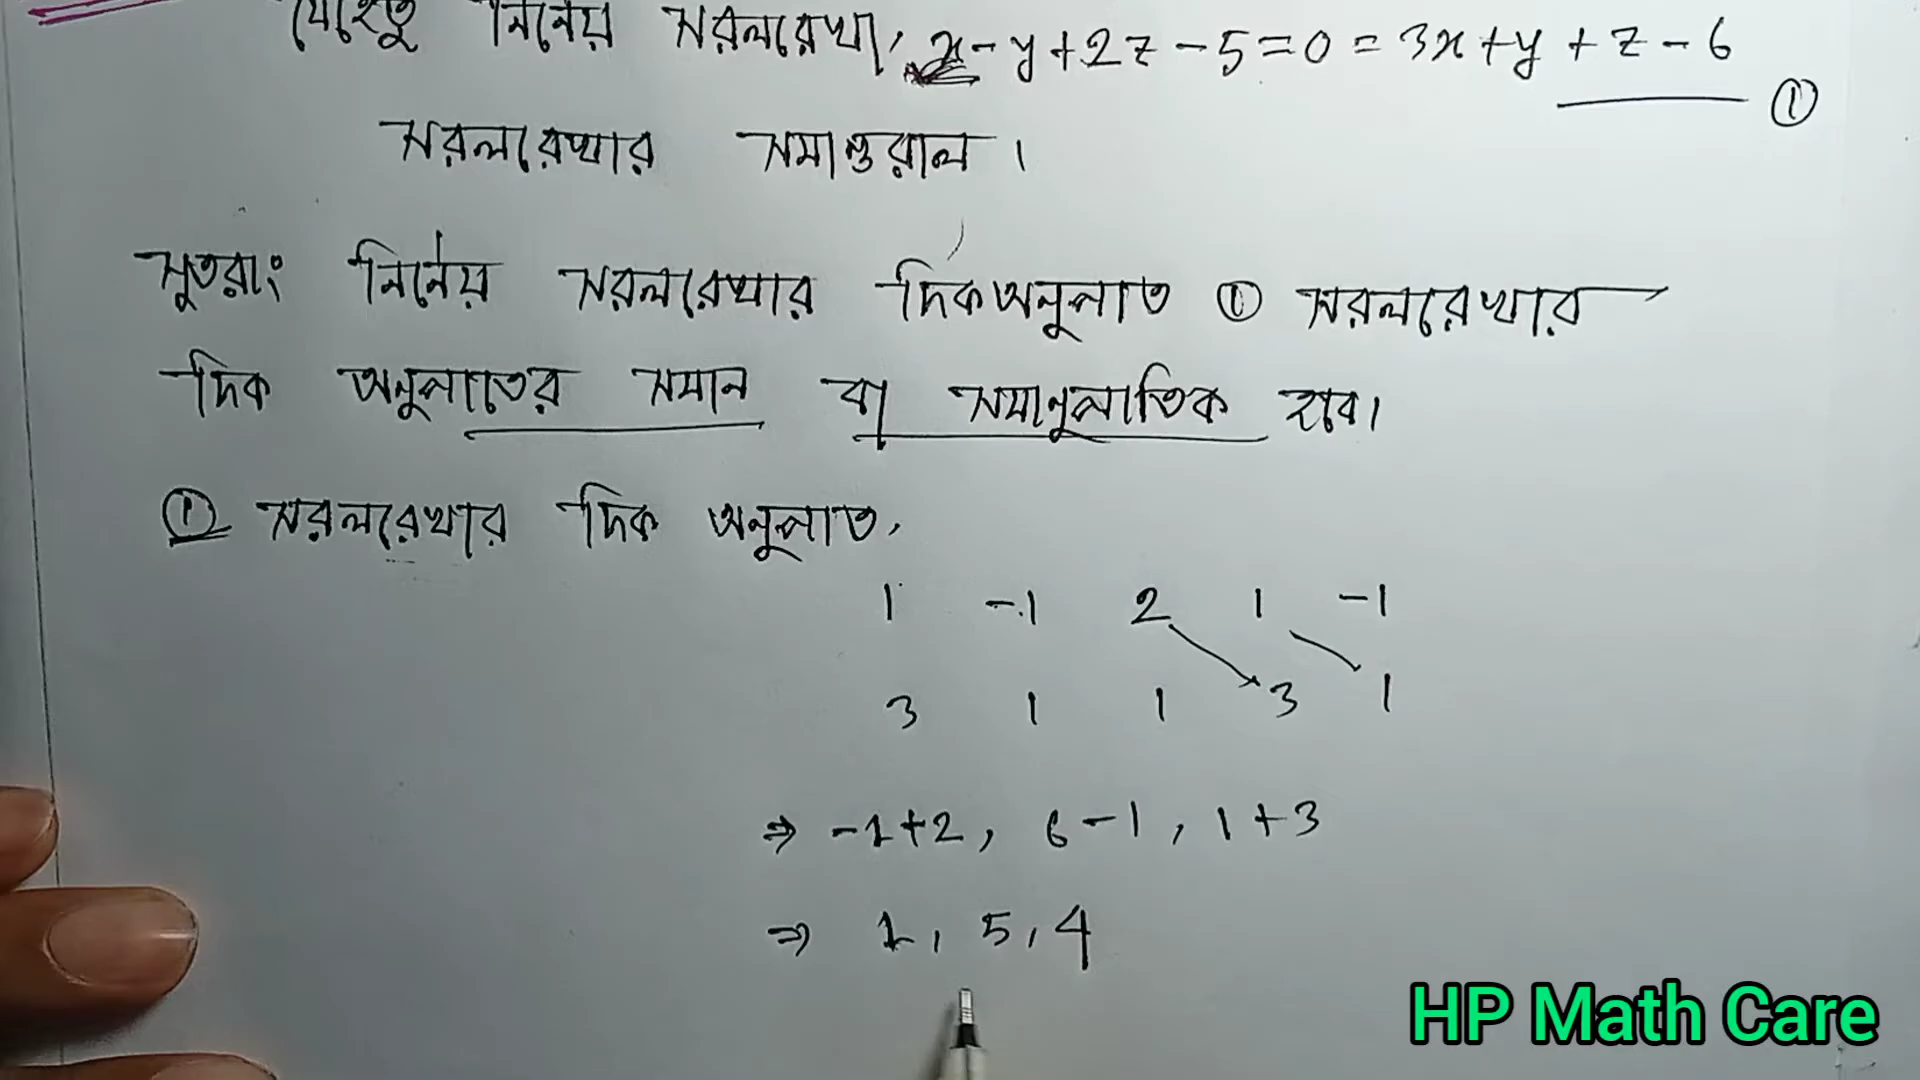 যেহেতু নির্নেয় সরলরেখা, x - y + 2z - 5 = 0 = 3x + y + z - 6 ①
সরলরেখার সমান্তরাল ।
সুতরাং নির্নেয় সরলরেখার দিকঅনুপাত ① সরলরেখার
দিক অনুপাতের সমান বা সমানুপাতিক হবে।
① সরলরেখার দিক অনুপাত,
1 -1 2 1 -1
3 1 1 3 1
⇒ -1+2, 6-1, 1+3
⇒ 1, 5, 4
HP Math Care